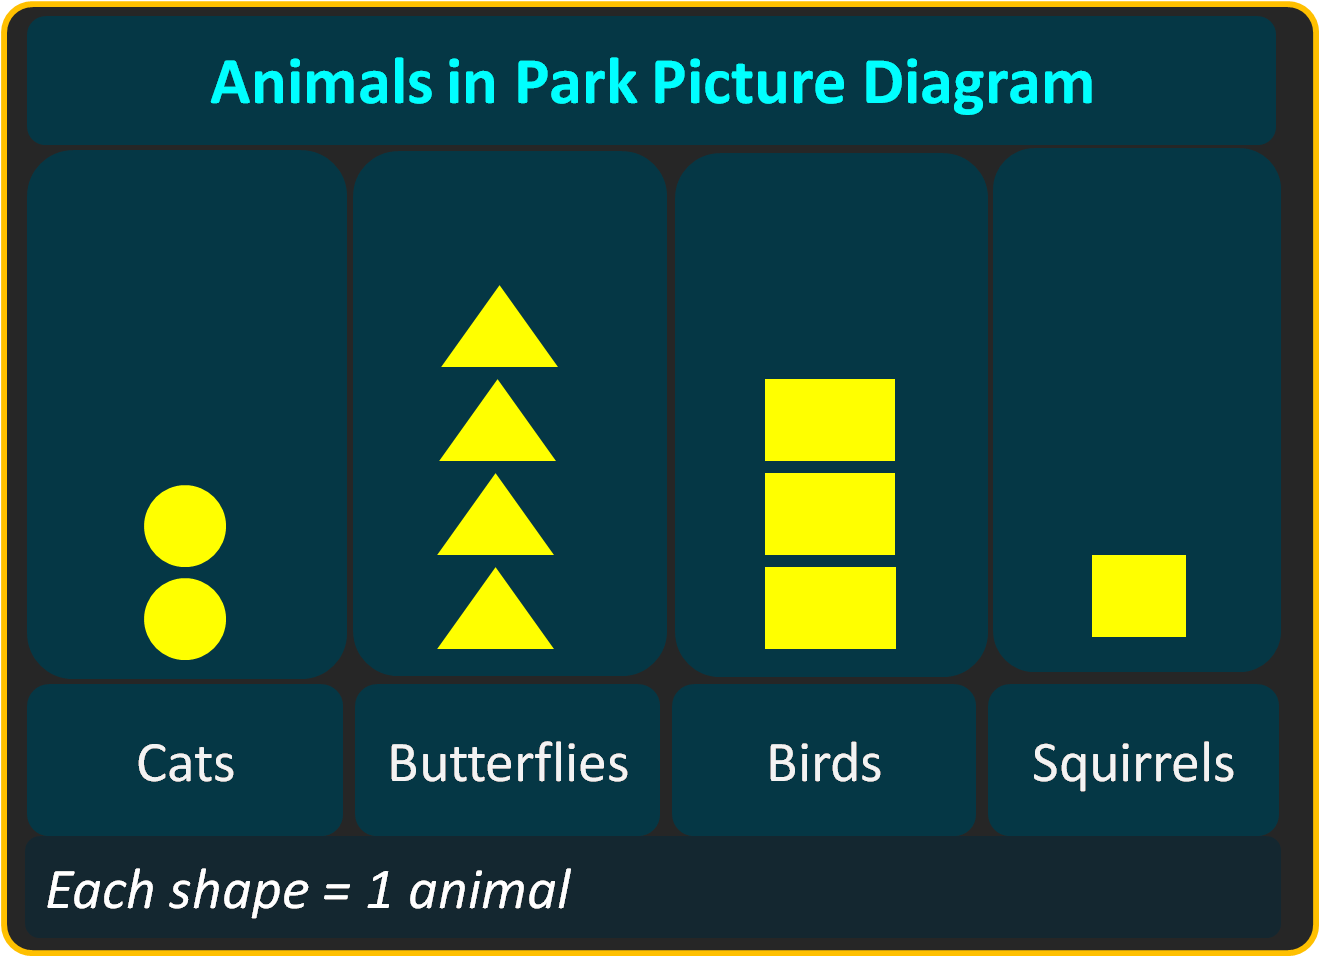 Animals in Park Picture Diagram
Cats
Butterflies
Birds
Squirrels
Each shape = 1 animal